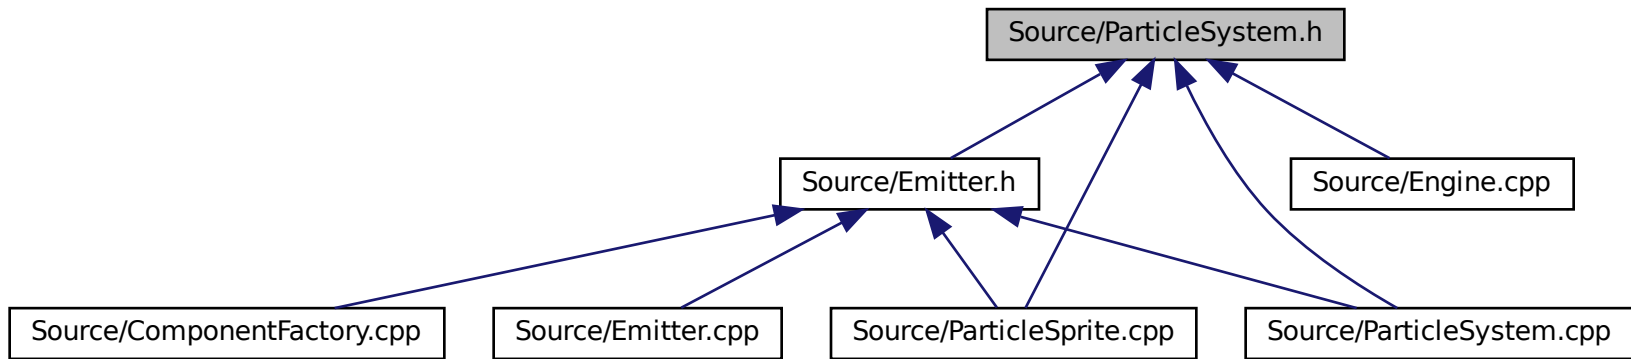 Source/ParticleSystem.h
Source/Emitter.h
Source/Engine.cpp
Source/ComponentFactory.cpp
Source/Emitter.cpp
Source/ParticleSprite.cpp
Source/ParticleSystem.cpp